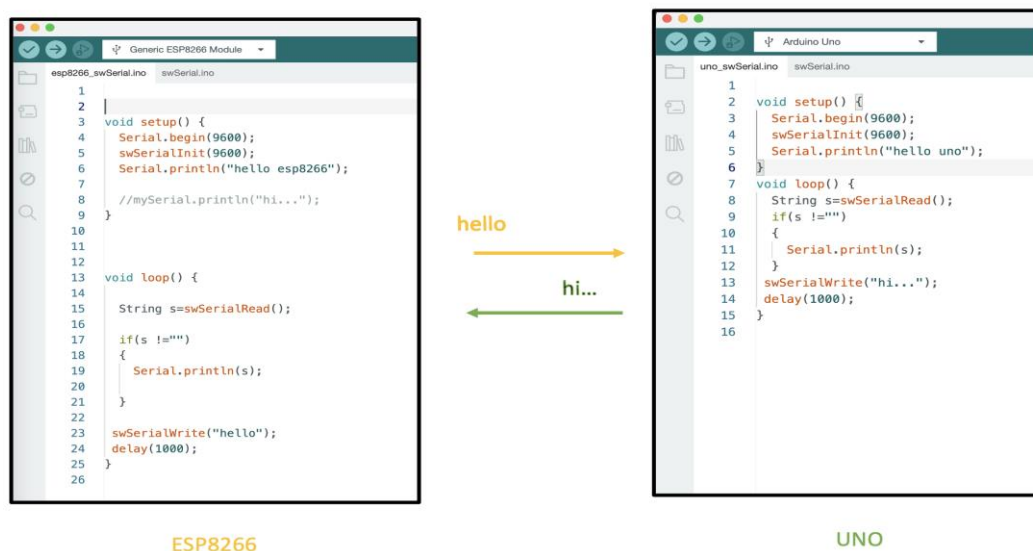 Generic ESP8266 Module
esp8266_swSerial.ino swSerial.ino
1
2
3 void setup() {
4 Serial.begin(9600);
5 swSerialInit(9600);
6 Serial.println("hello esp8266");
7
8 //mySerial.println("hi...");
9 }
10
11
12
13 void loop() {
14
15 String s=swSerialRead();
16
17 if(s !="")
18 {
19 Serial.println(s);
20
21 }
22
23 swSerialWrite("hello");
24 delay(1000);
25 }
26
ESP8266
hello
hi...
Arduino Uno
uno_swSerial.ino swSerial.ino
1
2 void setup() {
3 Serial.begin(9600);
4 swSerialInit(9600);
5 Serial.println("hello uno");
6 }
7 void loop() {
8 String s=swSerialRead();
9 if(s !="")
10 {
11 Serial.println(s);
12 }
13 swSerialWrite("hi...");
14 delay(1000);
15 }
16
UNO